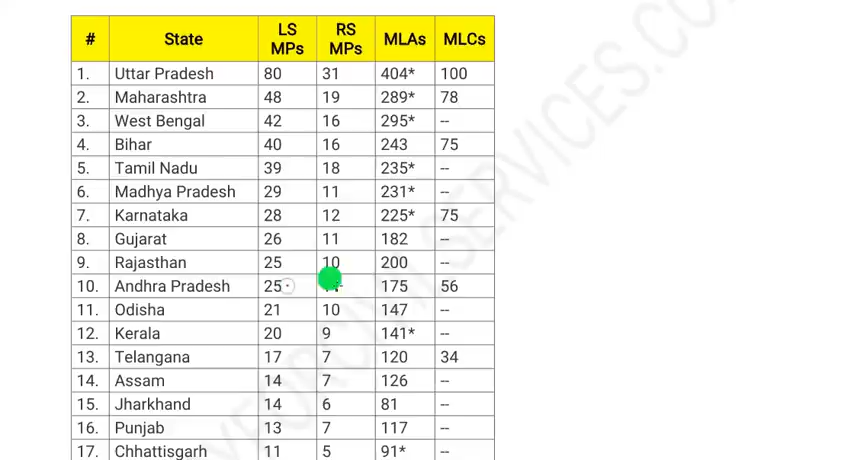 # State LS MPs RS MPs MLAs MLCs
1. Uttar Pradesh 80 31 404* 100
2. Maharashtra 48 19 289* 78
3. West Bengal 42 16 295* --
4. Bihar 40 16 243 75
5. Tamil Nadu 39 18 235* --
6. Madhya Pradesh 29 11 231* --
7. Karnataka 28 12 225* 75
8. Gujarat 26 11 182 --
9. Rajasthan 25 10 200 --
10. Andhra Pradesh 25 175 56
11. Odisha 21 10 147 --
12. Kerala 20 9 141* --
13. Telangana 17 7 120 34
14. Assam 14 7 126 --
15. Jharkhand 14 6 81 --
16. Punjab 13 7 117 --
17. Chhattisgarh 11 5 91* --